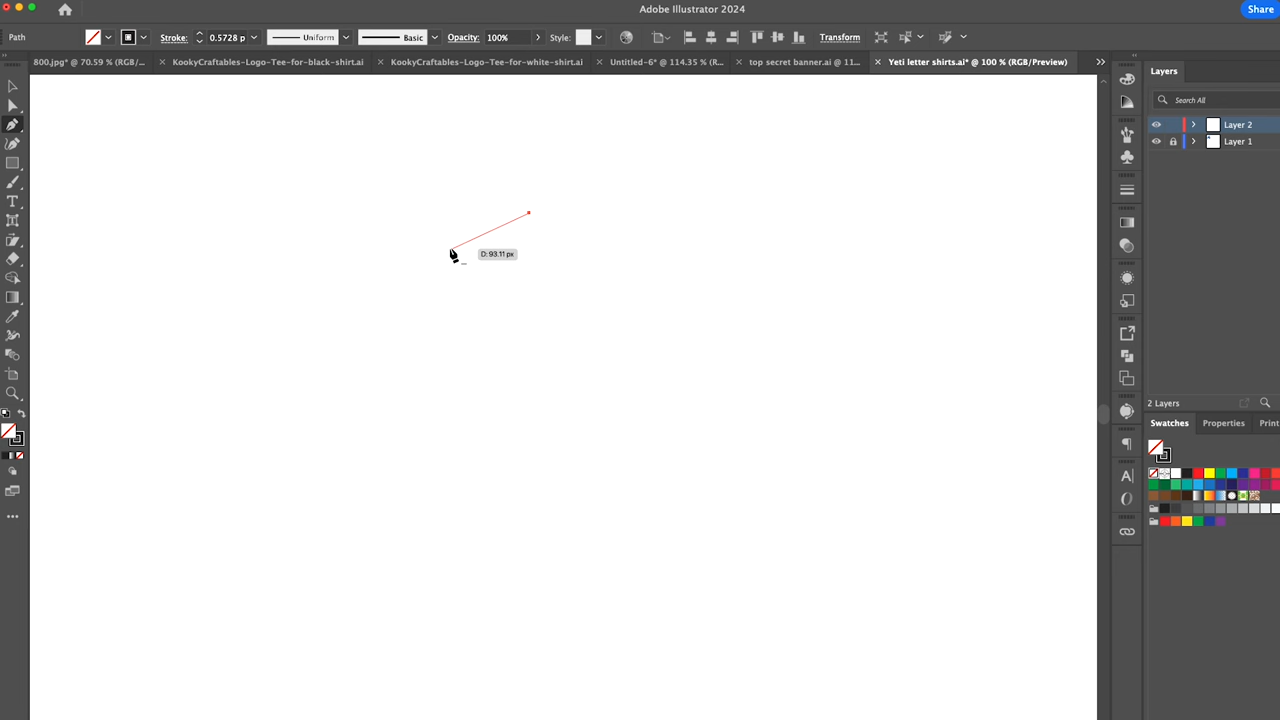 Adobe Illustrator 2024
Share
Path
Stroke:
0.5728 p
Uniform
Basic
Opacity:
100%
Style:
Transform
800.jpg* @ 70.59 % (RGB/...
KookyCraftables-Logo-Tee-for-black-shirt.ai
KookyCraftables-Logo-Tee-for-white-shirt.ai
Untitled-6* @ 114.35 % (R...
top secret banner.ai @ 11...
Yeti letter shirts.ai* @ 100 % (RGB/Preview)
Layers
Search All
Layer 2
Layer 1
D: 93.11 px
2 Layers
Swatches
Properties
Print